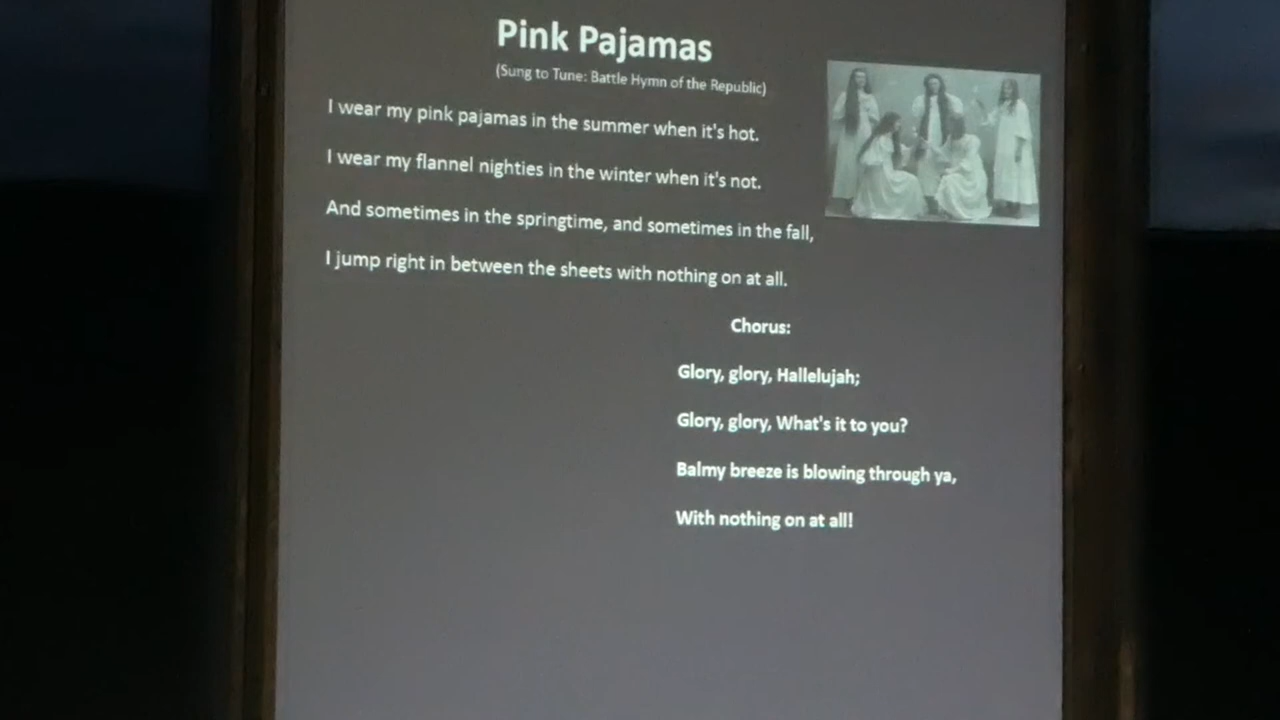 Pink Pajamas
(Sung to Tune: Battle Hymn of the Republic)
I wear my pink pajamas in the summer when it's hot.
I wear my flannel nighties in the winter when it's not.
And sometimes in the springtime, and sometimes in the fall,
I jump right in between the sheets with nothing on at all.
Chorus:
Glory, glory, Hallelujah;
Glory, glory, What's it to you?
Balmy breeze is blowing through ya,
With nothing on at all!